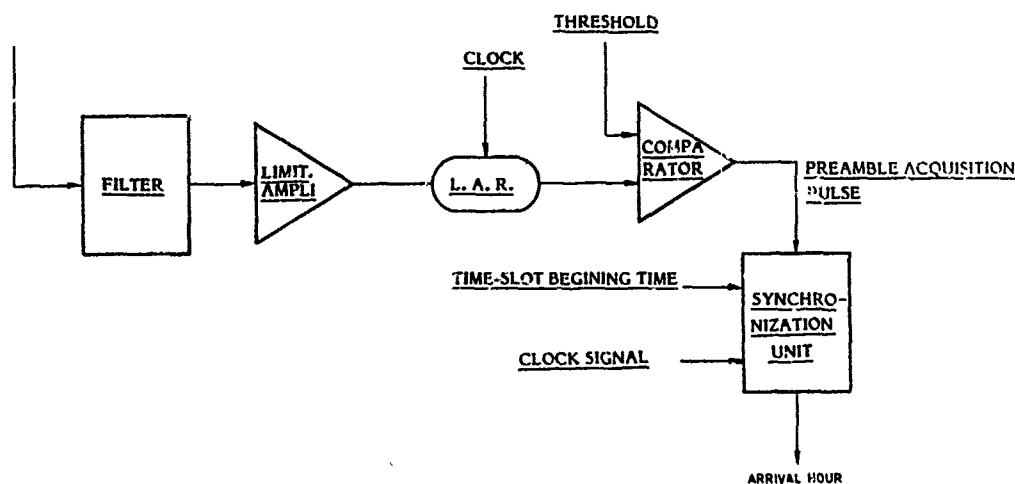 THRESHOLD
CLOCK
FILTER
LIMIT.
AMPLI
L. A. R.
COMPA
RATOR
PREAMBLE ACQUISITION
PULSE
TIME-SLOT BEGINING TIME
SYNCHRO-
NIZATION
UNIT
CLOCK SIGNAL
ARRIVAL HOUR